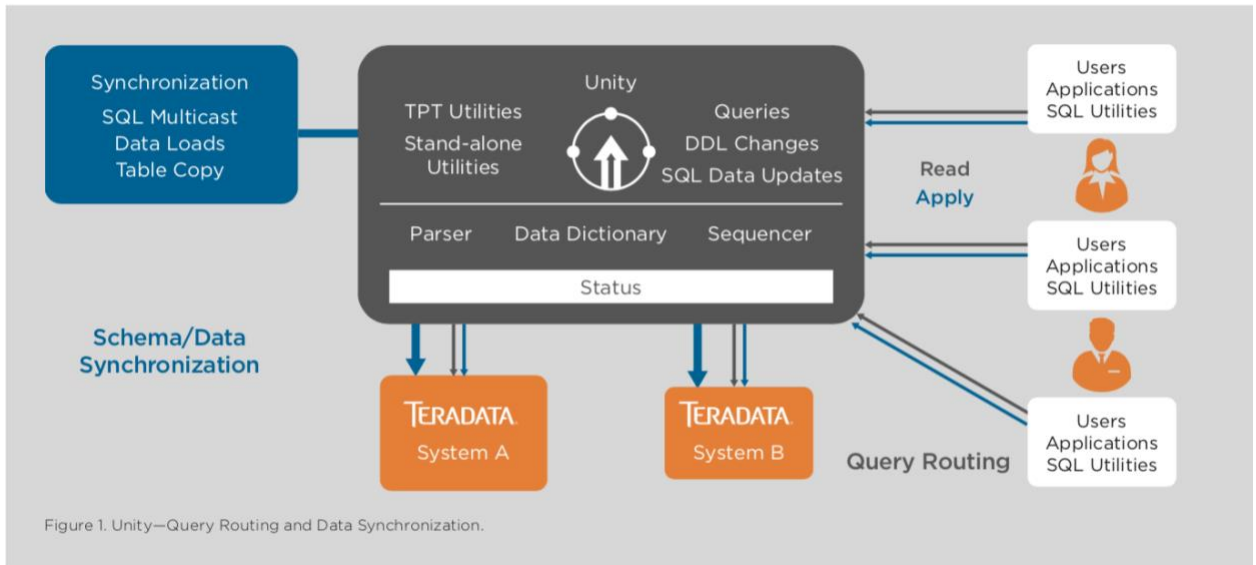 Synchronization
SQL Multicast
Data Loads
Table Copy
Unity
TPT Utilities
Stand-alone
Utilities
Queries
DDL Changes
SQL Data Updates
Parser Data Dictionary Sequencer
Status
Users
Applications
SQL Utilities
Read
Apply
Users
Applications
SQL Utilities
Schema/Data
Synchronization
TERADATA.
System A
TERADATA.
System B
Query Routing
Users
Applications
SQL Utilities
Figure 1. Unity—Query Routing and Data Synchronization.